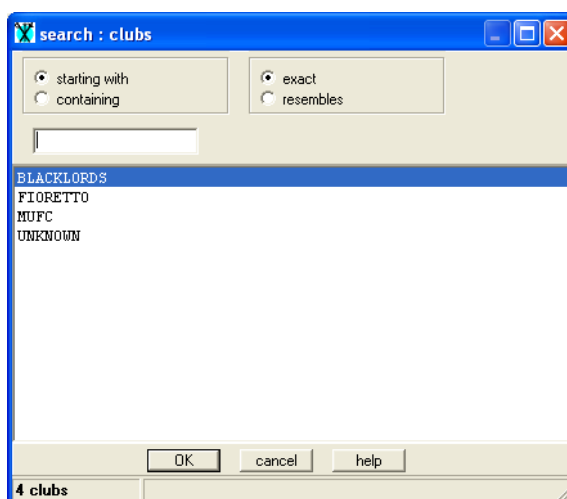 search : clubs
starting with
exact
containing
resembles
BLACKLORDS
FIORETTO
MUFC
UNKNOWN
OK cancel help
4 clubs